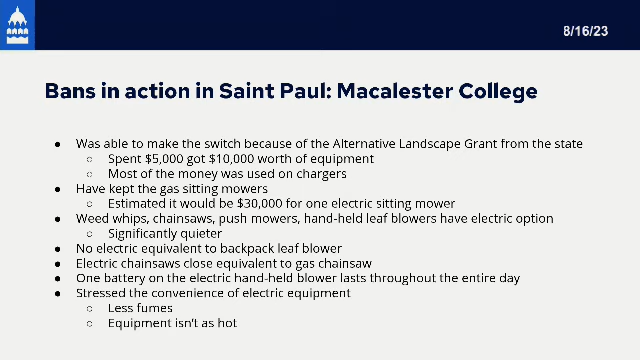 8/16/23
Bans in action in Saint Paul: Macalester College
● Was able to make the switch because of the Alternative Landscape Grant from the state
○ Spent $5,000 got $10,000 worth of equipment
○ Most of the money was used on chargers
● Have kept the gas sitting mowers
○ Estimated it would be $30,000 for one electric sitting mower
● Weed whips, chainsaws, push mowers, hand-held leaf blowers have electric option
○ Significantly quieter
● No electric equivalent to backpack leaf blower
● Electric chainsaws close equivalent to gas chainsaw
● One battery on the electric hand-held blower lasts throughout the entire day
● Stressed the convenience of electric equipment
○ Less fumes
○ Equipment isn't as hot